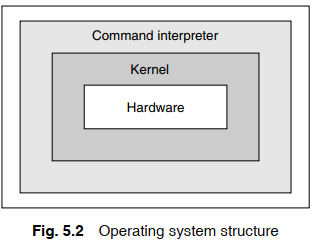 Command interpreter
Kernel
Hardware
Fig. 5.2 Operating system structure